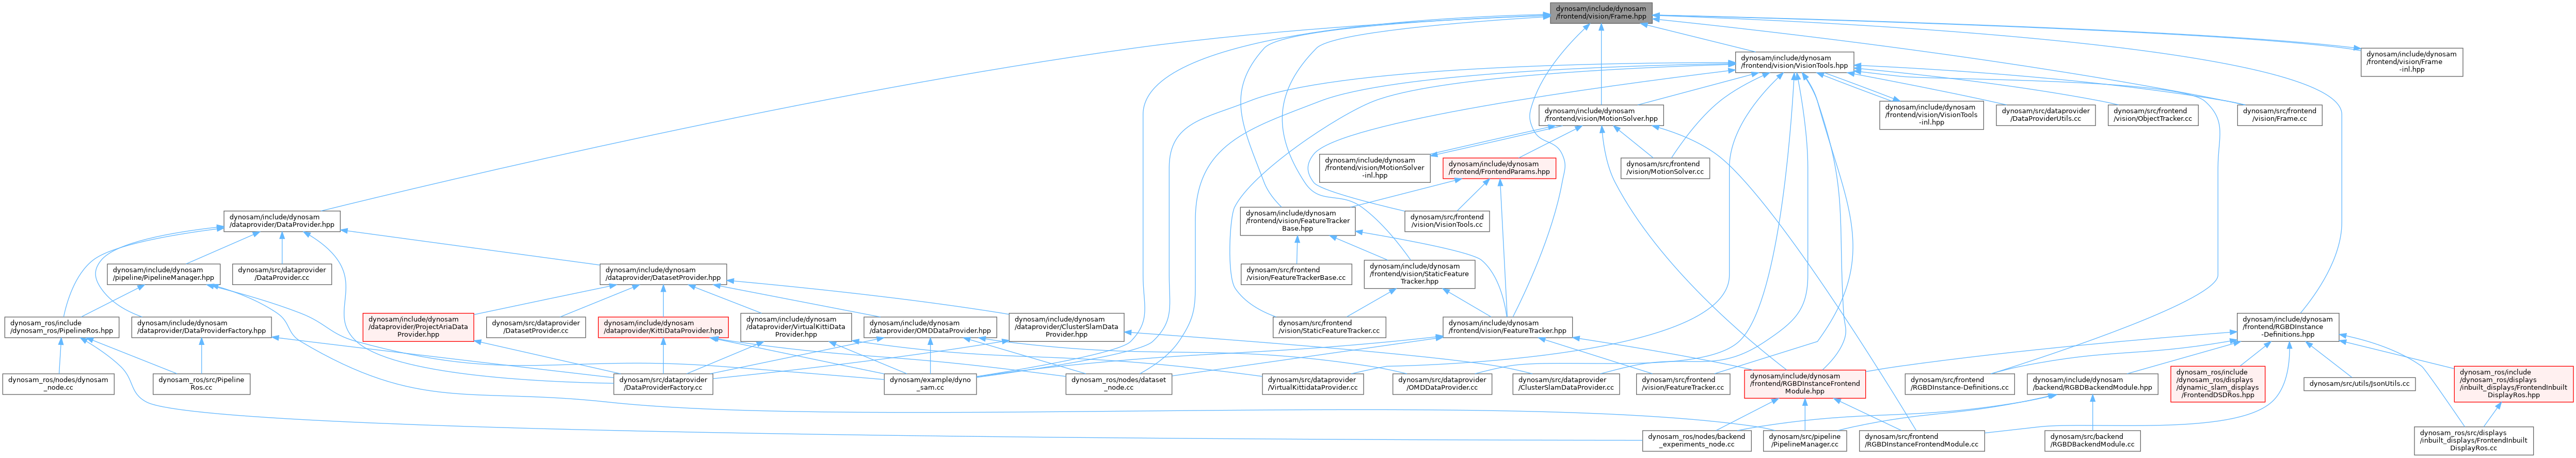 dynosam/include/dynosam
/frontend/vision/Frame.hpp
dynosam/include/dynosam
/frontend/vision/Frame
-inl.hpp
dynosam/include/dynosam
/frontend/vision/VisionTools.hpp
dynosam/include/dynosam
/frontend/vision/MotionSolver.hpp
dynosam/include/dynosam
/frontend/vision/VisionTools
-inl.hpp
dynosam/src/dataprovider
/DataProviderUtils.cc
dynosam/src/frontend
/vision/ObjectTracker.cc
dynosam/src/frontend
/vision/Frame.cc
dynosam/include/dynosam
/frontend/vision/MotionSolver
-inl.hpp
dynosam/include/dynosam
/frontend/FrontendParams.hpp
dynosam/src/frontend
/vision/MotionSolver.cc
dynosam/include/dynosam
/dataprovider/DataProvider.hpp
dynosam/include/dynosam
/frontend/vision/FeatureTracker
Base.hpp
dynosam/src/frontend
/vision/VisionTools.cc
dynosam/include/dynosam
/pipeline/PipelineManager.hpp
dynosam/src/dataprovider
/DataProvider.cc
dynosam/include/dynosam
/dataprovider/DatasetProvider.hpp
dynosam/src/frontend
/vision/FeatureTrackerBase.cc
dynosam/include/dynosam
/frontend/vision/StaticFeature
Tracker.hpp
dynosam_ros/include
/dynosam_ros/PipelineRos.hpp
dynosam/include/dynosam
/dataprovider/DataProviderFactory.hpp
dynosam/include/dynosam
/dataprovider/ProjectAriaData
Provider.hpp
dynosam/src/dataprovider
/DatasetProvider.cc
dynosam/include/dynosam
/dataprovider/KittiDataProvider.hpp
dynosam/include/dynosam
/dataprovider/VirtualKittiData
Provider.hpp
dynosam/include/dynosam
/dataprovider/OMDDataProvider.hpp
dynosam/include/dynosam
/dataprovider/ClusterSlamData
Provider.hpp
dynosam/src/frontend
/vision/StaticFeatureTracker.cc
dynosam/include/dynosam
/frontend/vision/FeatureTracker.hpp
dynosam/include/dynosam
/frontend/RGBDInstance
-Definitions.hpp
dynosam_ros/nodes/dynosam
_node.cc
dynosam_ros/src/Pipeline
Ros.cc
dynosam/src/dataprovider
/DataProviderFactory.cc
dynosam/example/dyno
_sam.cc
dynosam_ros/nodes/dataset
_node.cc
dynosam/src/dataprovider
/VirtualKittidataProvider.cc
dynosam/src/dataprovider
/OMDDataProvider.cc
dynosam/src/dataprovider
/ClusterSlamDataProvider.cc
dynosam/src/frontend
/vision/FeatureTracker.cc
dynosam/include/dynosam
/frontend/RGBDInstanceFrontend
Module.hpp
dynosam/src/frontend
/RGBDInstance-Definitions.cc
dynosam/include/dynosam
/backend/RGBDBackendModule.hpp
dynosam_ros/include
/dynosam_ros/displays
/dynamic_slam_displays
/FrontendDSDRos.hpp
dynosam/src/utils/JsonUtils.cc
dynosam_ros/include
/dynosam_ros/displays
/inbuilt_displays/FrontendInbuilt
DisplayRos.hpp
dynosam_ros/nodes/backend
_experiments_node.cc
dynosam/src/pipeline
/PipelineManager.cc
dynosam/src/frontend
/RGBDInstanceFrontendModule.cc
dynosam/src/backend
/RGBDBackendModule.cc
dynosam_ros/src/displays
/inbuilt_displays/FrontendInbuilt
DisplayRos.cc